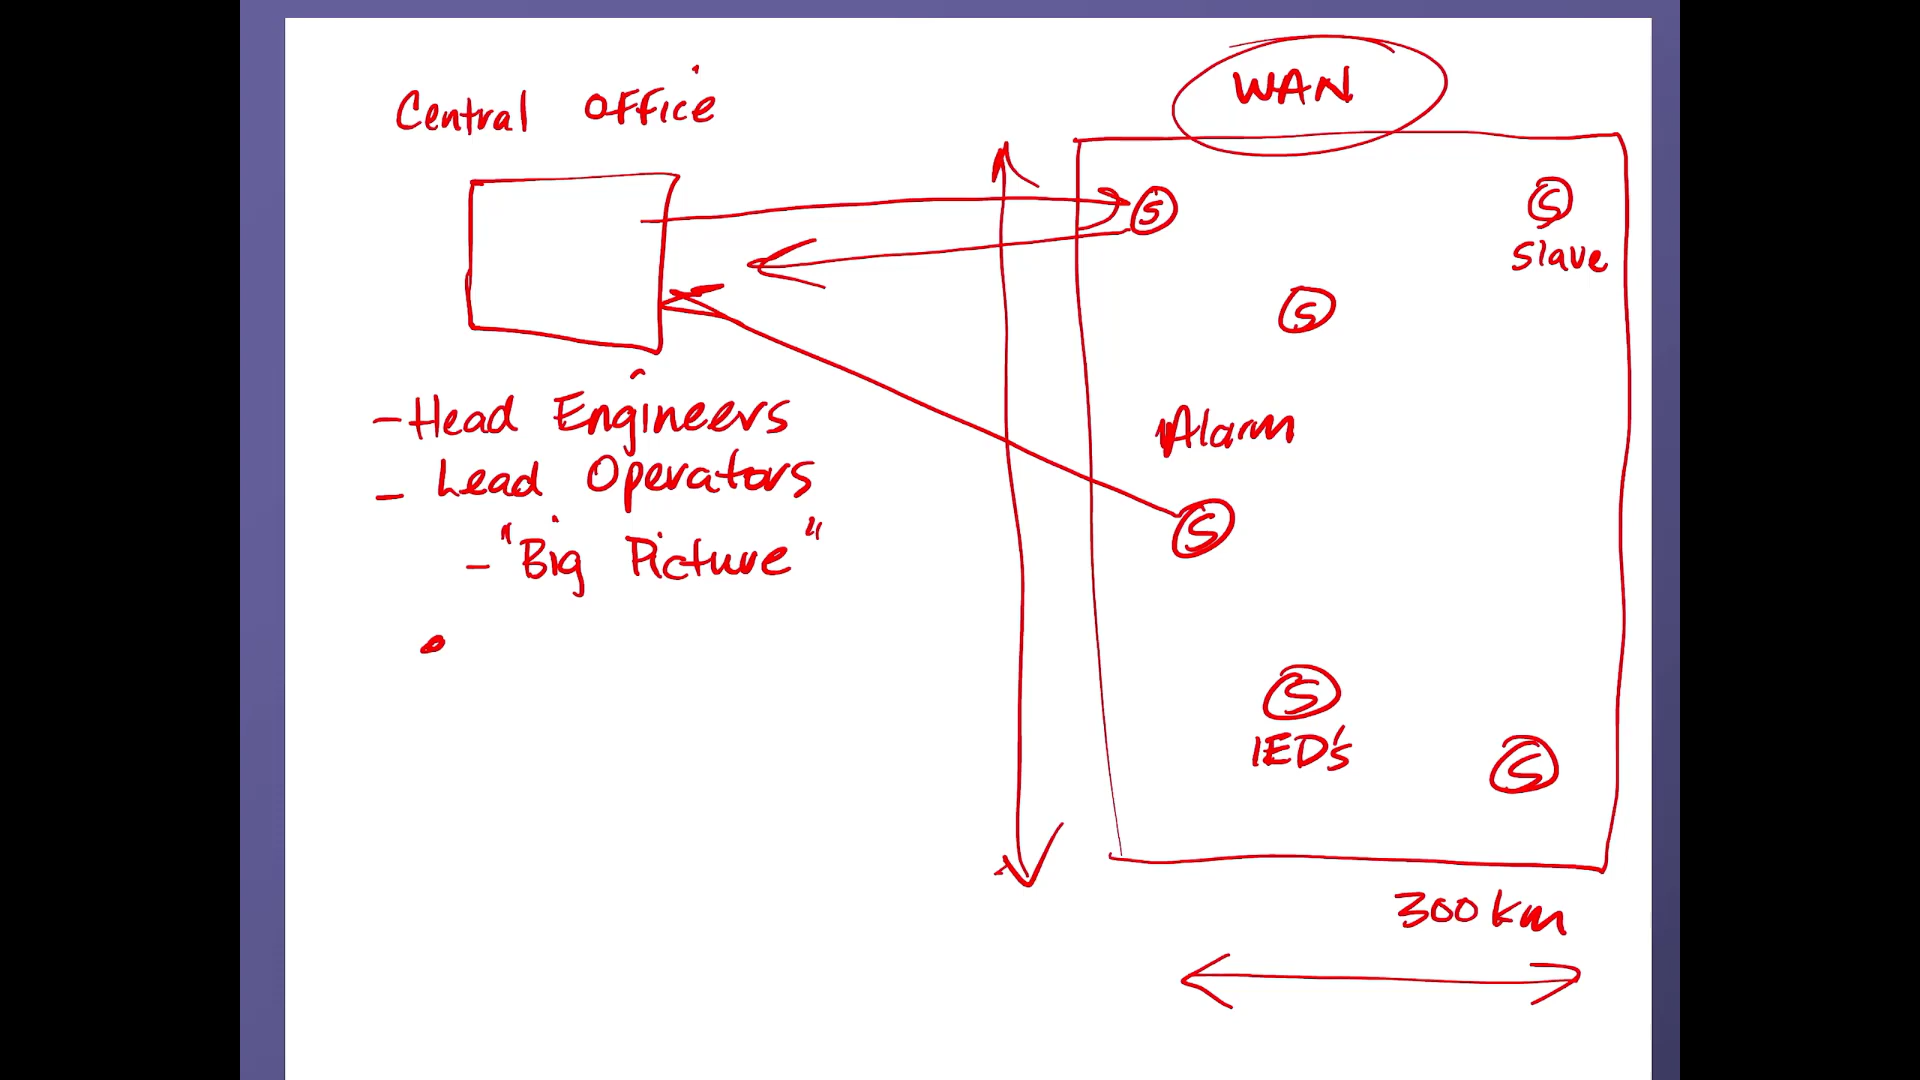 Central Office
WAN
S
S
Slave
S
- Head Engineers
- Lead Operators
- "Big Picture"
Alarm
S
S
IED's
S
300 km